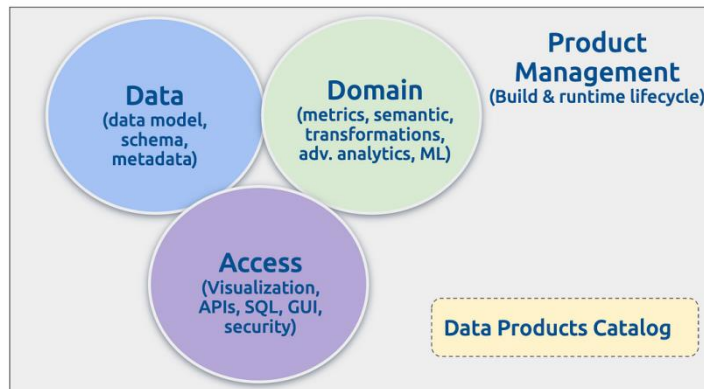 Data
(data model,
schema,
metadata)
Domain
(metrics, semantic,
transformations,
adv. analytics, ML)
Product
Management
(Build & runtime lifecycle)
Access
(Visualization,
APIs, SQL, GUI,
security)
Data Products Catalog